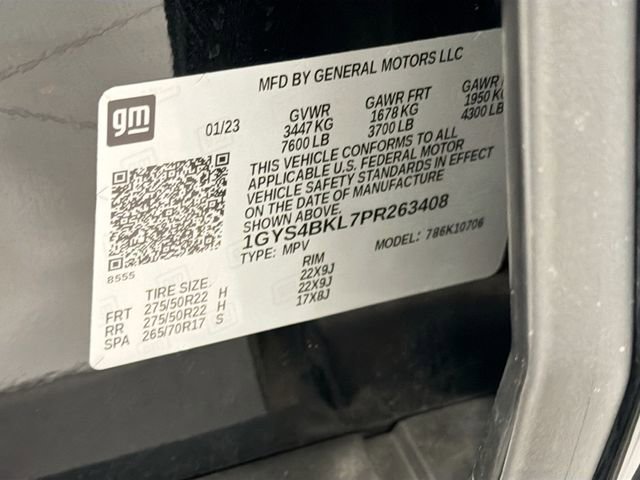 MFD BY GENERAL MOTORS LLC
gm
01/23
GVWR
3447 KG
7600 LB
GAWR FRT
1678 KG
3700 LB
GAWR
1950 K
4300 LB
THIS VEHICLE CONFORMS TO ALL
APPLICABLE U.S. FEDERAL MOTOR
VEHICLE SAFETY STANDARDS IN EFFECT
ON THE DATE OF MANUFACTURE
SHOWN ABOVE.
1GYS4BKL7PR263408
TYPE: MPV
MODEL: 786K10706
8555
TIRE SIZE:
RIM
FRT 275/50R22 H 22X9J
RR 275/50R22 H 22X9J
SPA 265/70R17 S 17X8J